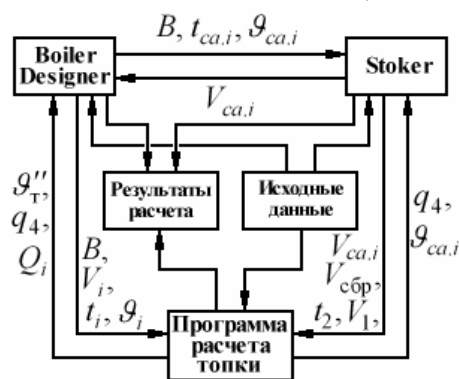 B, t_{ca.i}, ϑ_{ca.i}
Boiler
Designer
Stoker
V_{ca.i}
Результаты
расчета
Исходные
данные
ϑ''_т,
q_4,
Q_i
B,
V_i,
t_i, ϑ_i
V_{ca.i}
V_{сбр},
t_2, V_1,
q_4,
ϑ_{ca.i}
Программа
расчета
топки